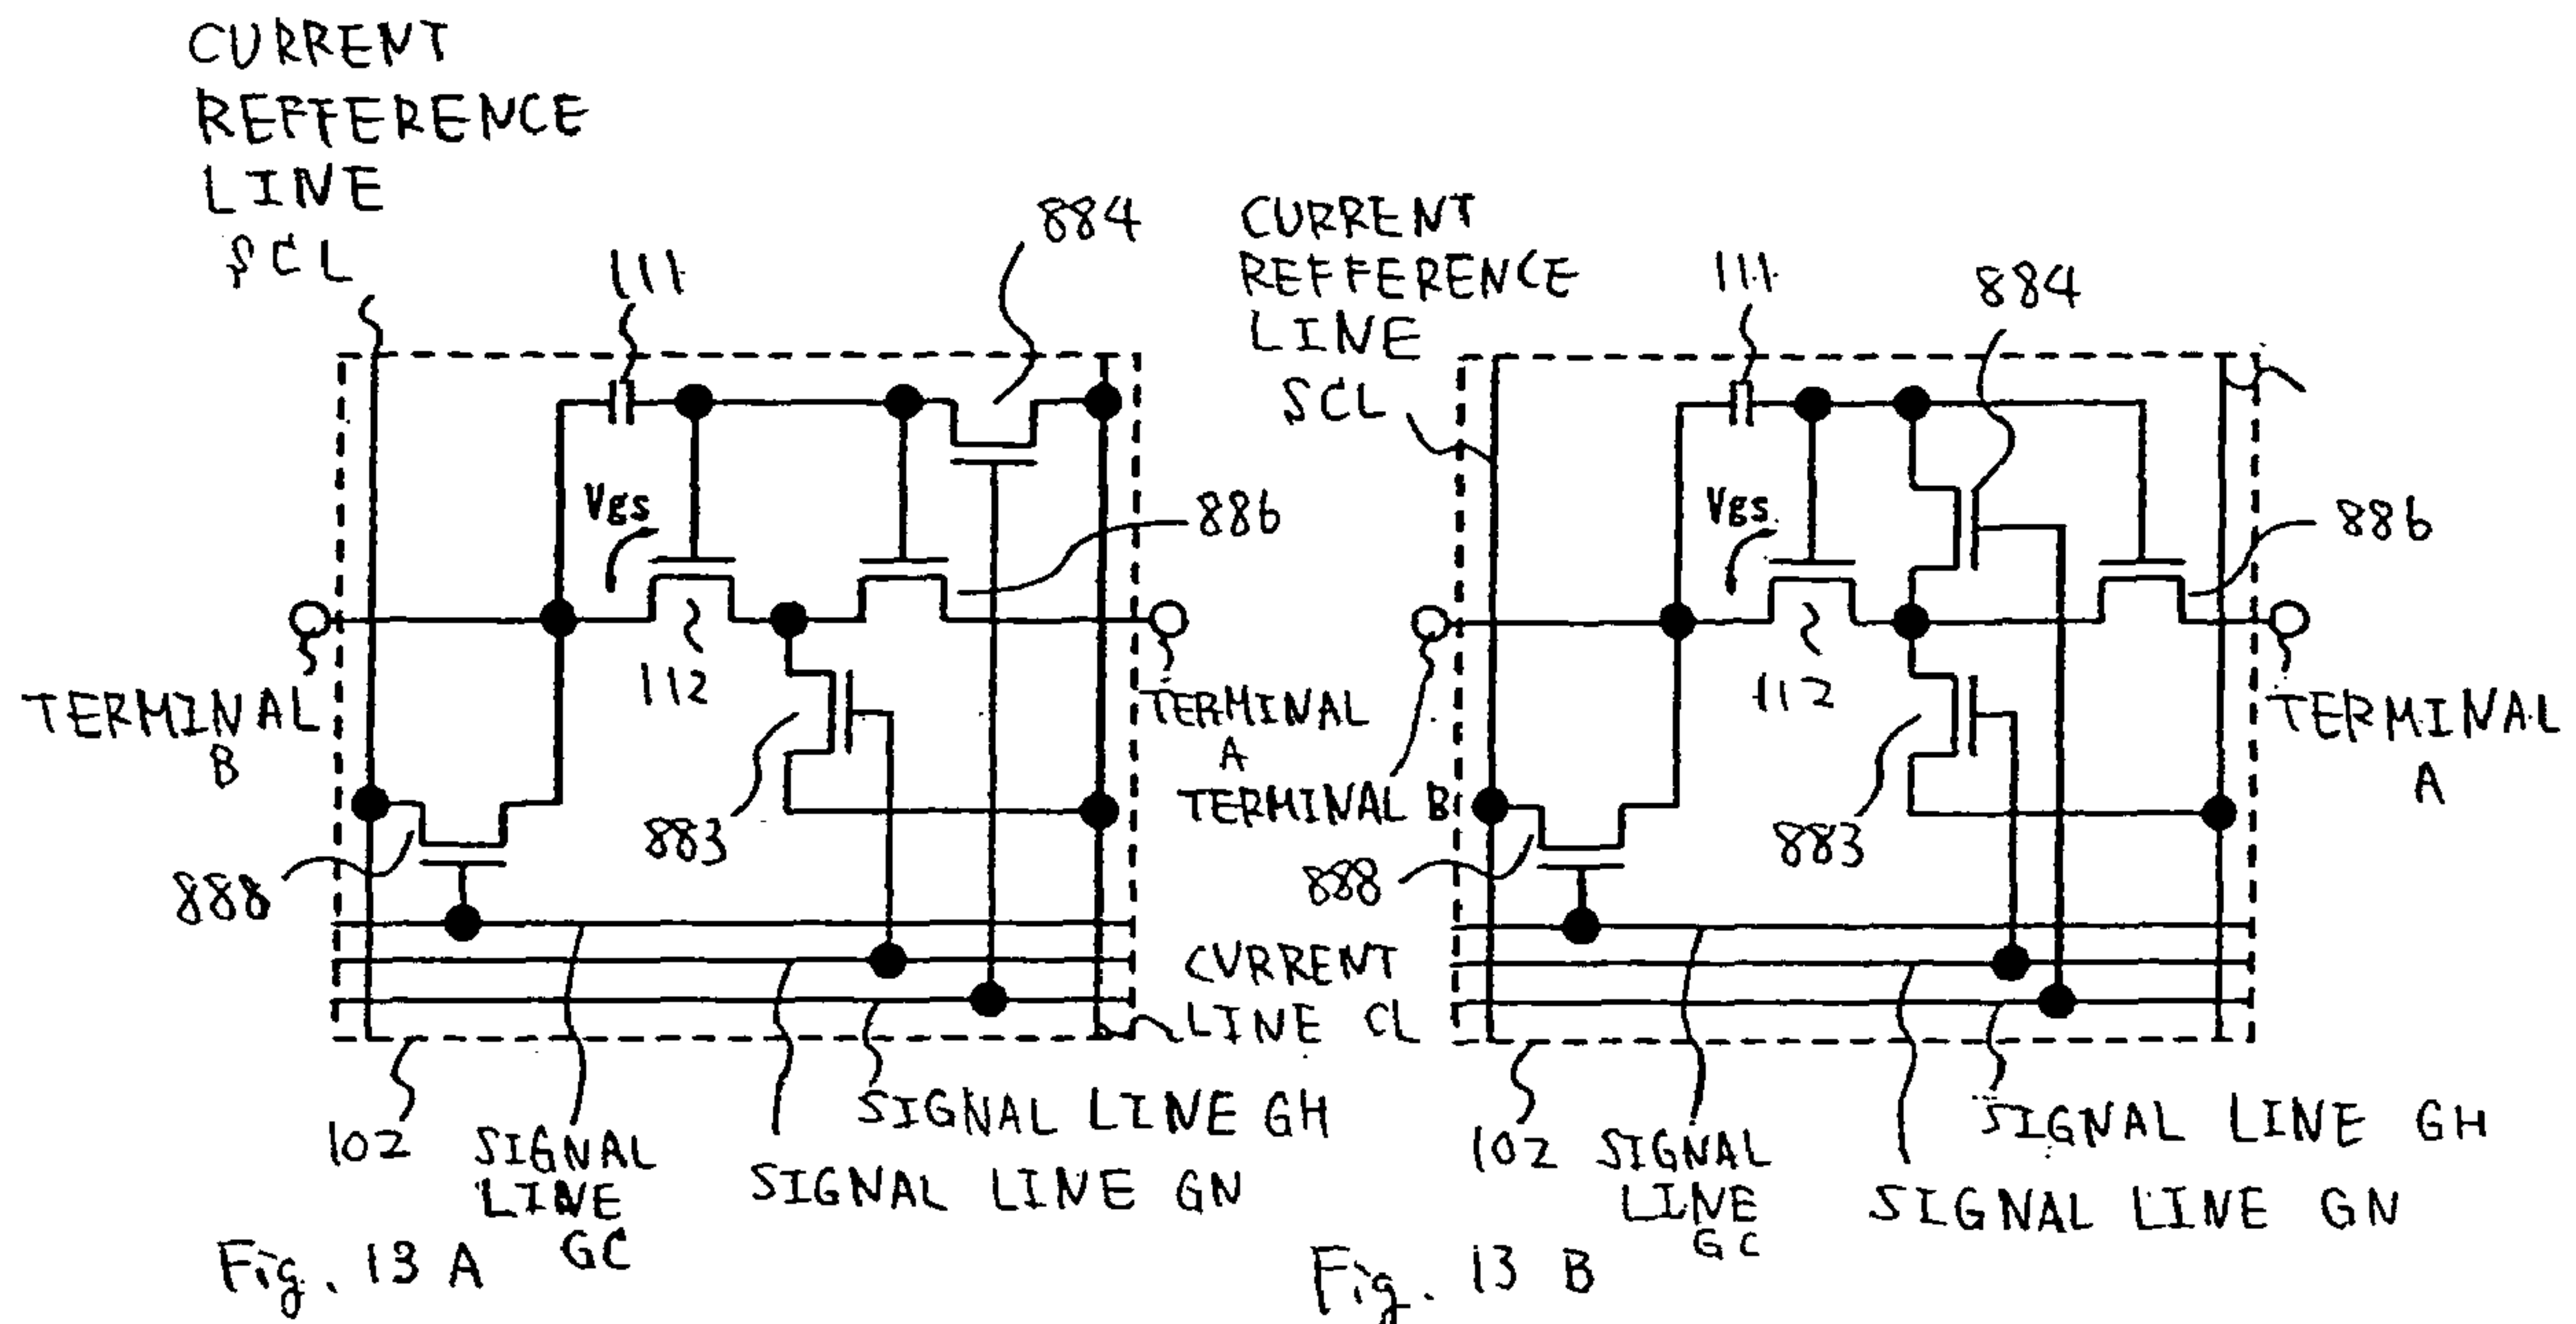 CURRENT
REFFERENCE
LINE
SCL
111
884
Vgs
886
112
TERMINAL
B
TERMINAL
A
883
888
CURRENT
LINE CL
SIGNAL LINE GH
102
SIGNAL
LINE
GC
SIGNAL LINE GN
Fig. 13 A
CURRENT
REFFERENCE
LINE
SCL
111
884
Vgs
886
112
TERMINAL B
TERMINAL
A
883
888
SIGNAL LINE GH
102
SIGNAL
LINE
GC
SIGNAL LINE GN
Fig. 13 B